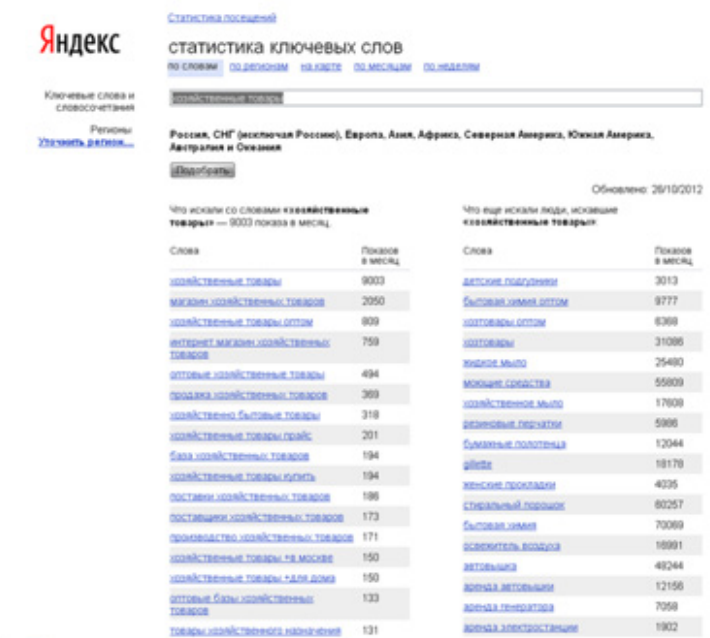 Статистика посещений
Яндекс
статистика ключевых слов
по словам по регионам на карте по месяцам по неделям
Ключевые слова и
словосочетания
хозяйственные товары
Регионы
Уточнить регион...
Россия, СНГ (исключая Россию), Европа, Азия, Африка, Северная Америка, Южная Америка,
Австралия и Океания
Подобрать
Обновлено: 26/10/2012
Что искали со словами «хозяйственные
товары» — 9003 показа в месяц.
Слова Показов
в месяц
хозяйственные товары 9003
магазин хозяйственных товаров 2050
хозяйственные товары оптом 809
интернет магазин хозяйственных
товаров 759
оптовые хозяйственные товары 494
продажа хозяйственных товаров 369
хозяйственно бытовые товары 318
хозяйственные товары прайс 201
база хозяйственных товаров 194
хозяйственные товары купить 194
поставки хозяйственных товаров 186
поставщики хозяйственных товаров 173
производство хозяйственных товаров 171
хозяйственные товары +в москве 150
хозяйственные товары +для дома 150
оптовые базы хозяйственных
товаров 133
товары хозяйственного назначения 131
Что еще искали люди, искавшие
«хозяйственные товары»:
Слова Показов
в месяц
детские подгузники 3013
бытовая химия оптом 9777
хозтовары оптом 6368
хозтовары 31086
жидкое мыло 25480
моющие средства 55809
хозяйственное мыло 17609
резиновые перчатки 5986
бумажные полотенца 12044
gillette 18178
женские прокладки 4035
стиральный порошок 60257
бытовая химия 70069
освежитель воздуха 16991
автовышка 48244
аренда автовышки 12156
аренда генератора 7058
аренда электростанции 1902